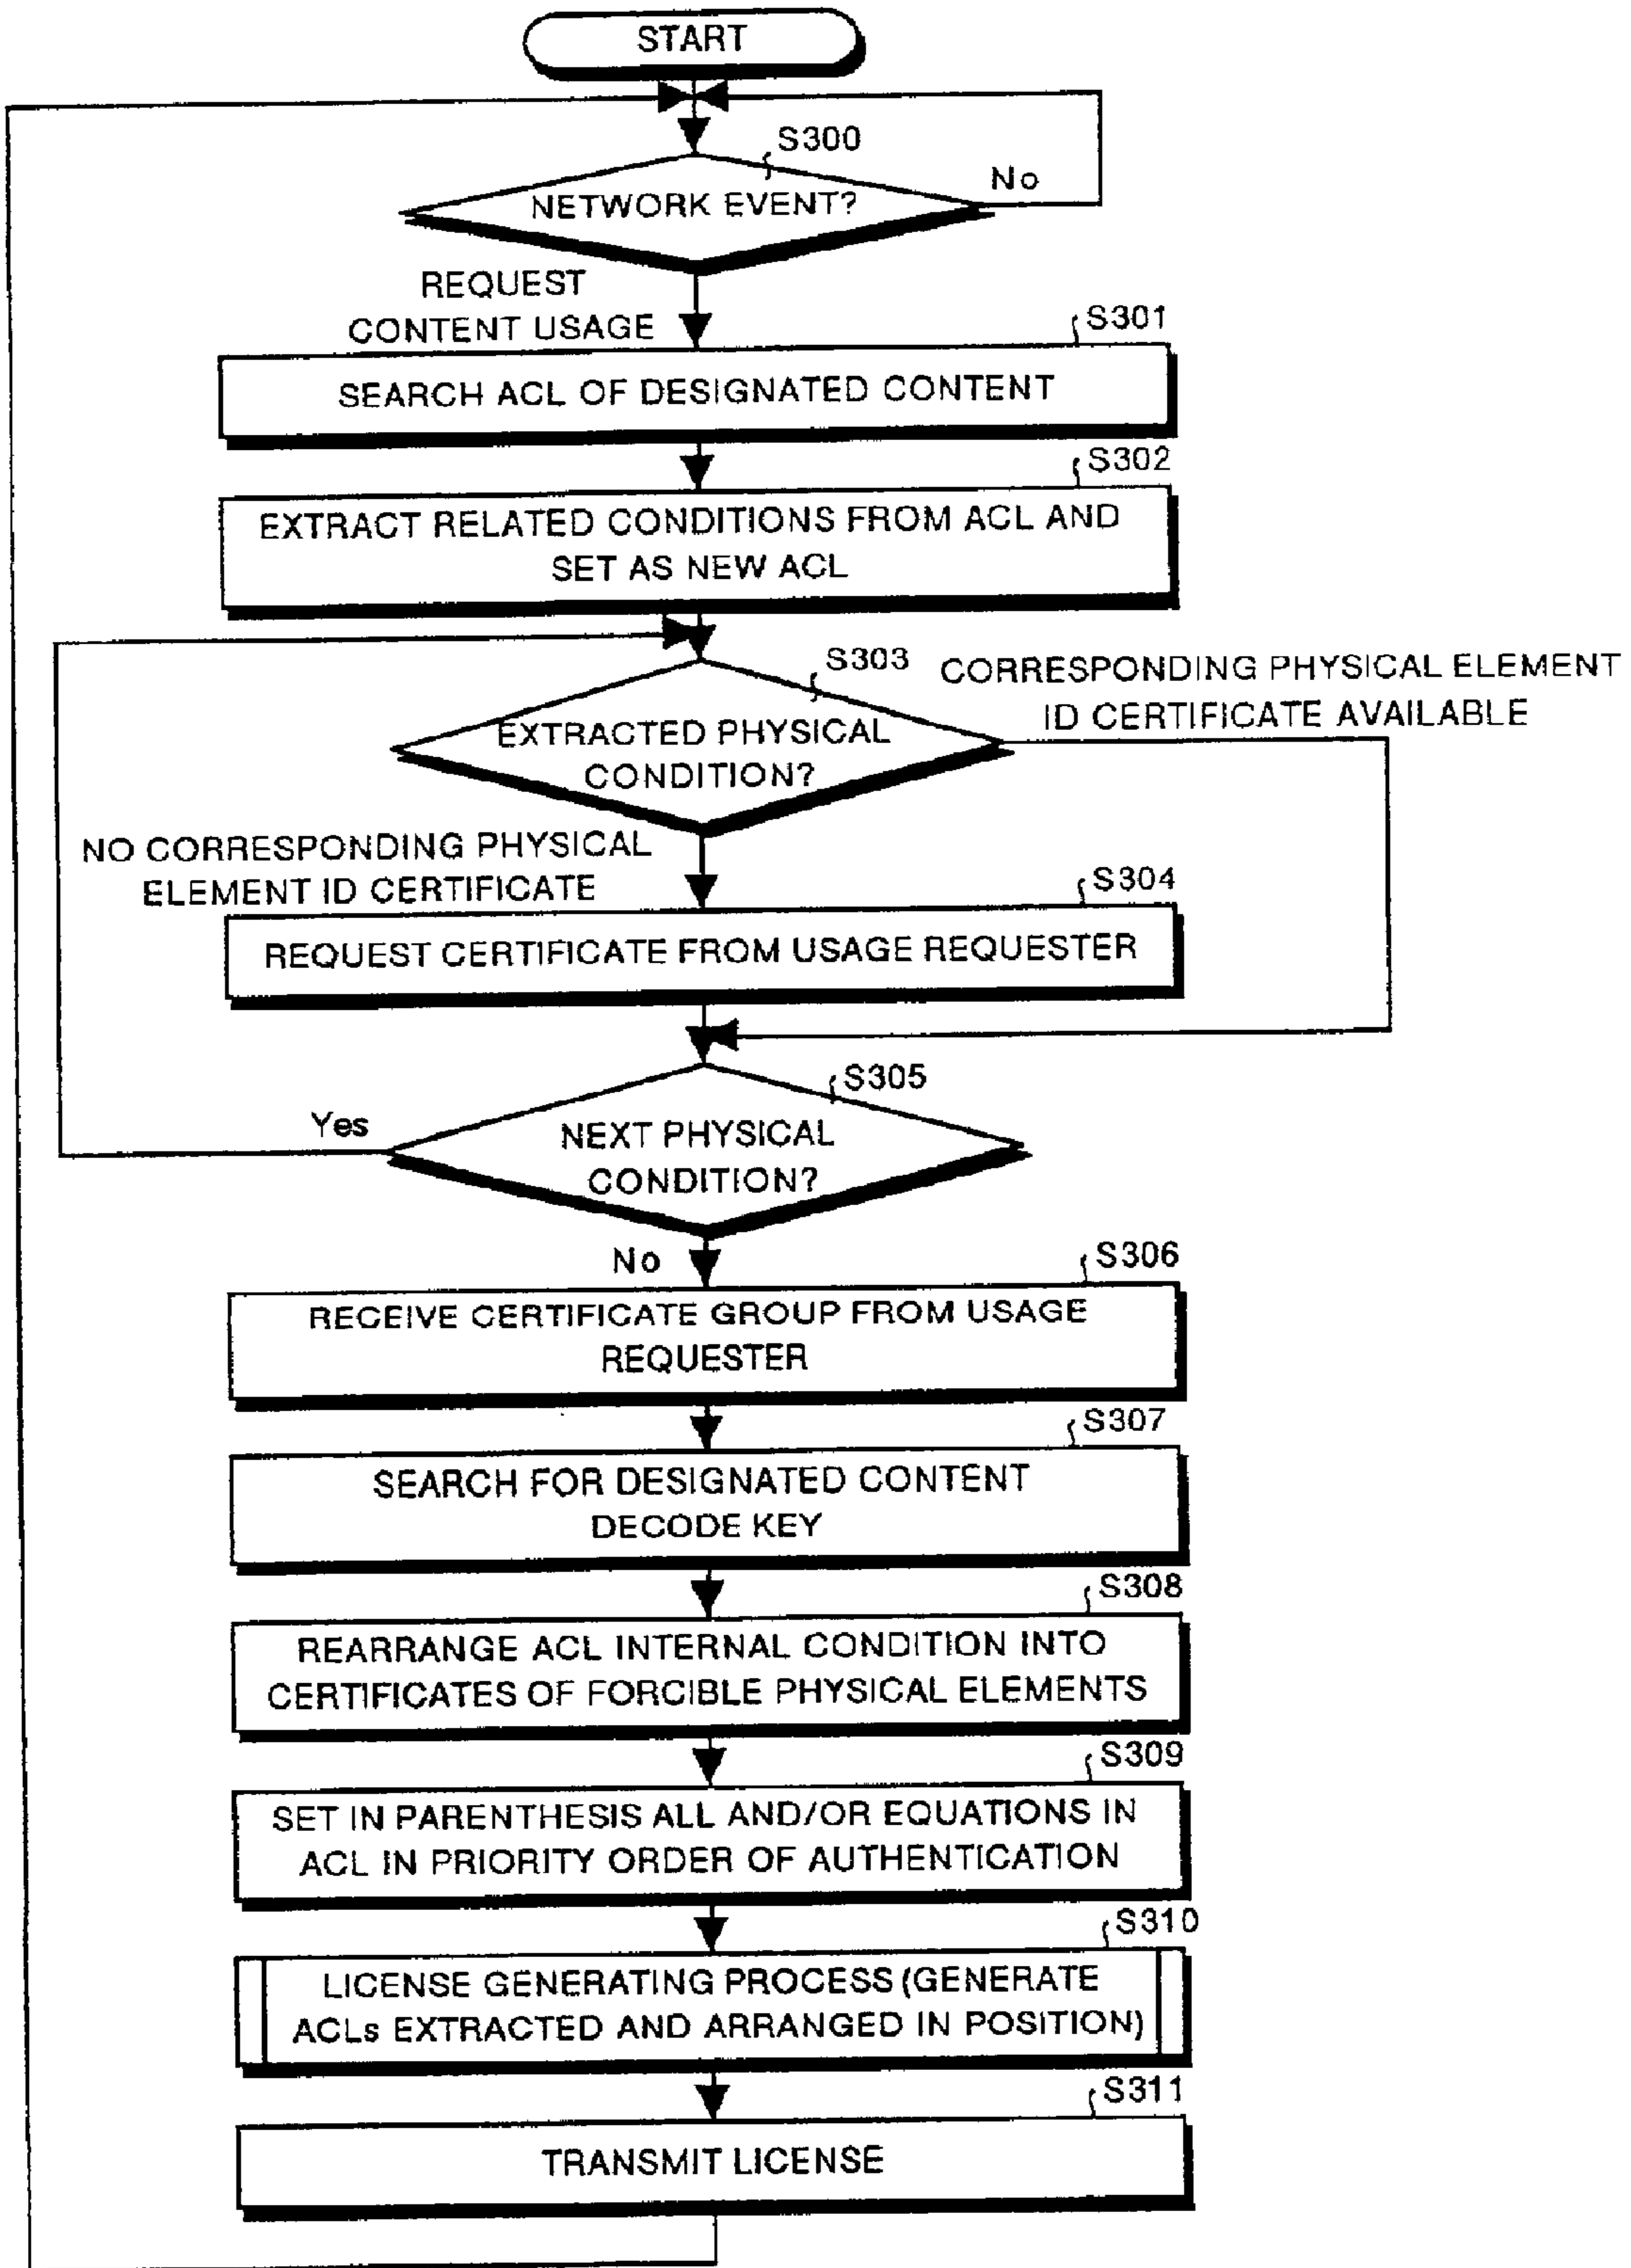 START
S300
No
NETWORK EVENT?
REQUEST
CONTENT USAGE
S301
SEARCH ACL OF DESIGNATED CONTENT
S302
EXTRACT RELATED CONDITIONS FROM ACL AND
SET AS NEW ACL
S303
CORRESPONDING PHYSICAL ELEMENT
ID CERTIFICATE AVAILABLE
EXTRACTED PHYSICAL
CONDITION?
NO CORRESPONDING PHYSICAL
ELEMENT ID CERTIFICATE
S304
REQUEST CERTIFICATE FROM USAGE REQUESTER
S305
Yes
NEXT PHYSICAL
CONDITION?
No
S306
RECEIVE CERTIFICATE GROUP FROM USAGE
REQUESTER
S307
SEARCH FOR DESIGNATED CONTENT
DECODE KEY
S308
REARRANGE ACL INTERNAL CONDITION INTO
CERTIFICATES OF FORCIBLE PHYSICAL ELEMENTS
S309
SET IN PARENTHESIS ALL AND/OR EQUATIONS IN
ACL IN PRIORITY ORDER OF AUTHENTICATION
S310
LICENSE GENERATING PROCESS (GENERATE
ACLs EXTRACTED AND ARRANGED IN POSITION)
S311
TRANSMIT LICENSE